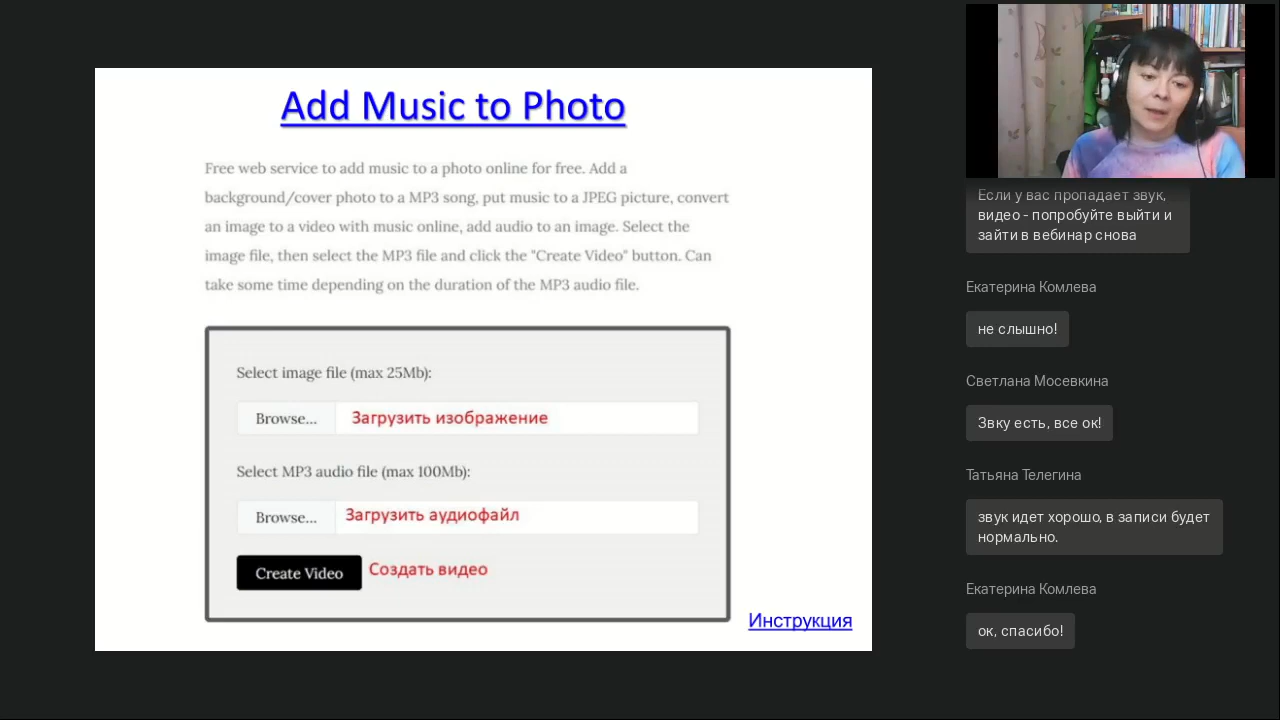 Add Music to Photo
Free web service to add music to a photo online for free. Add a
background/cover photo to a MP3 song, put music to a JPEG picture, convert
an image to a video with music online, add audio to an image. Select the
image file, then select the MP3 file and click the "Create Video" button. Can
take some time depending on the duration of the MP3 audio file.
Select image file (max 25Mb):
Browse... Загрузить изображение
Select MP3 audio file (max 100Mb):
Browse... Загрузить аудиофайл
Create Video Создать видео
Инструкция
Если у вас пропадает звук,
видео - попробуйте выйти и
зайти в вебинар снова
Екатерина Комлева
не слышно!
Светлана Мосевкина
Звку есть, все ок!
Татьяна Телегина
звук идет хорошо, в записи будет
нормально.
Екатерина Комлева
ок, спасибо!